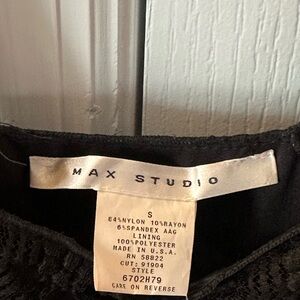 MAX STUDIO
S
84%NYLON 10%RAYON
6%SPANDEX AAG
LINING
100%POLYESTER
MADE IN U.S.A.
RN 58822
CUT: 91904
STYLE
6702H79
CARE ON REVERSE